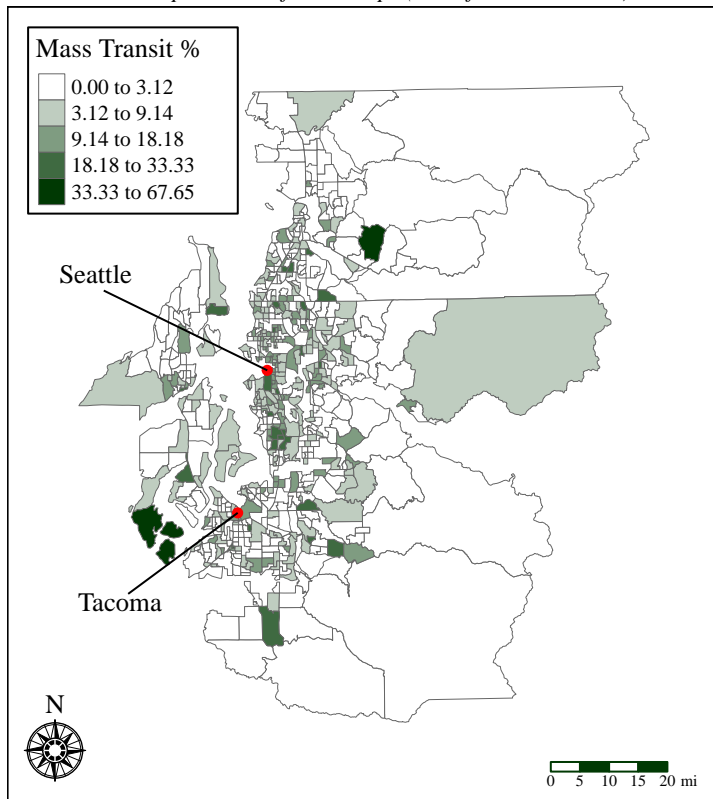 Mass Transit %
0.00 to 3.12
3.12 to 9.14
9.14 to 18.18
18.18 to 33.33
33.33 to 67.65
Seattle
Tacoma
N
0 5 10 15 20 mi